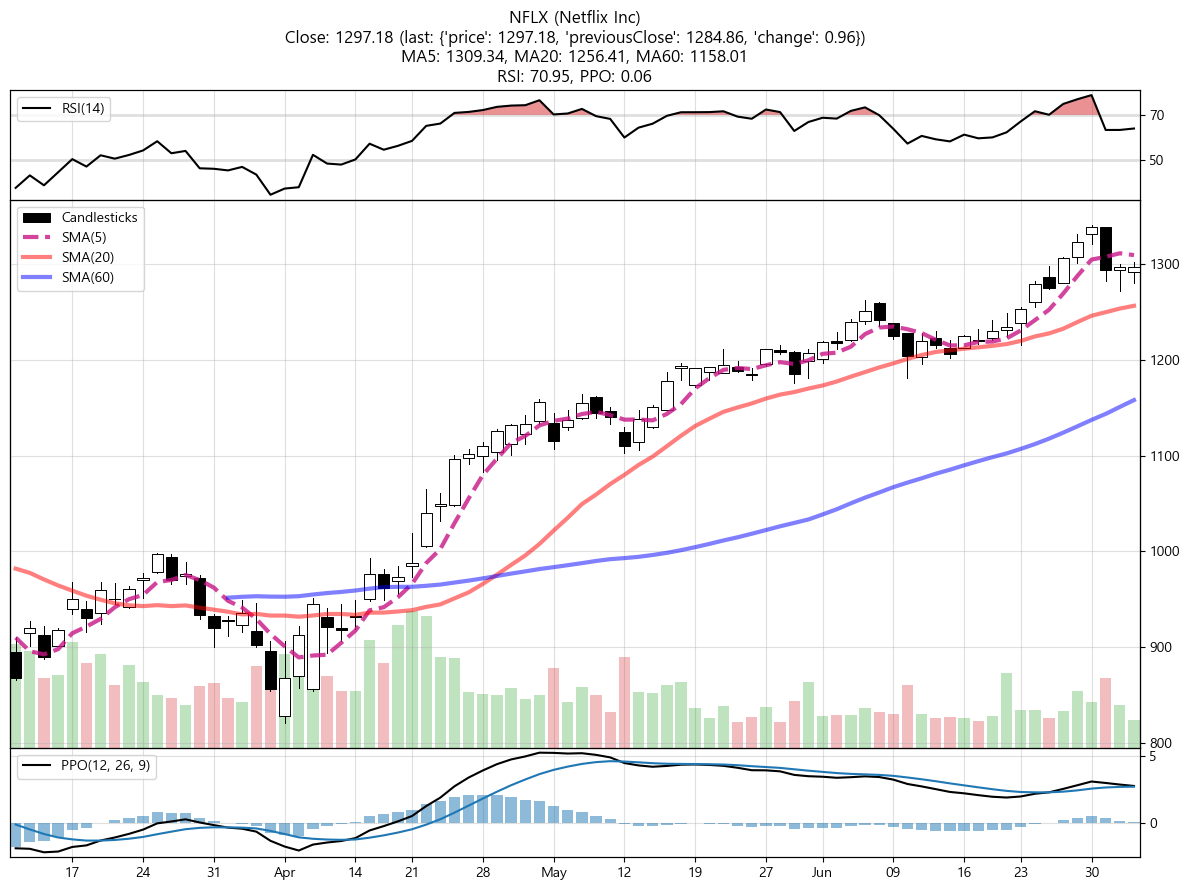 NFLX (Netflix Inc)
Close: 1297.18 (last: {'price': 1297.18, 'previousClose': 1284.86, 'change': 0.96})
MA5: 1309.34, MA20: 1256.41, MA60: 1158.01
RSI: 70.95, PPO: 0.06
RSI(14)
70
50
Candlesticks
SMA(5)
SMA(20)
SMA(60)
1300
1200
1100
1000
900
800
PPO(12, 26, 9)
5
0
17 24 31 Apr 14 21 28 May 12 19 27 Jun 09 16 23 30